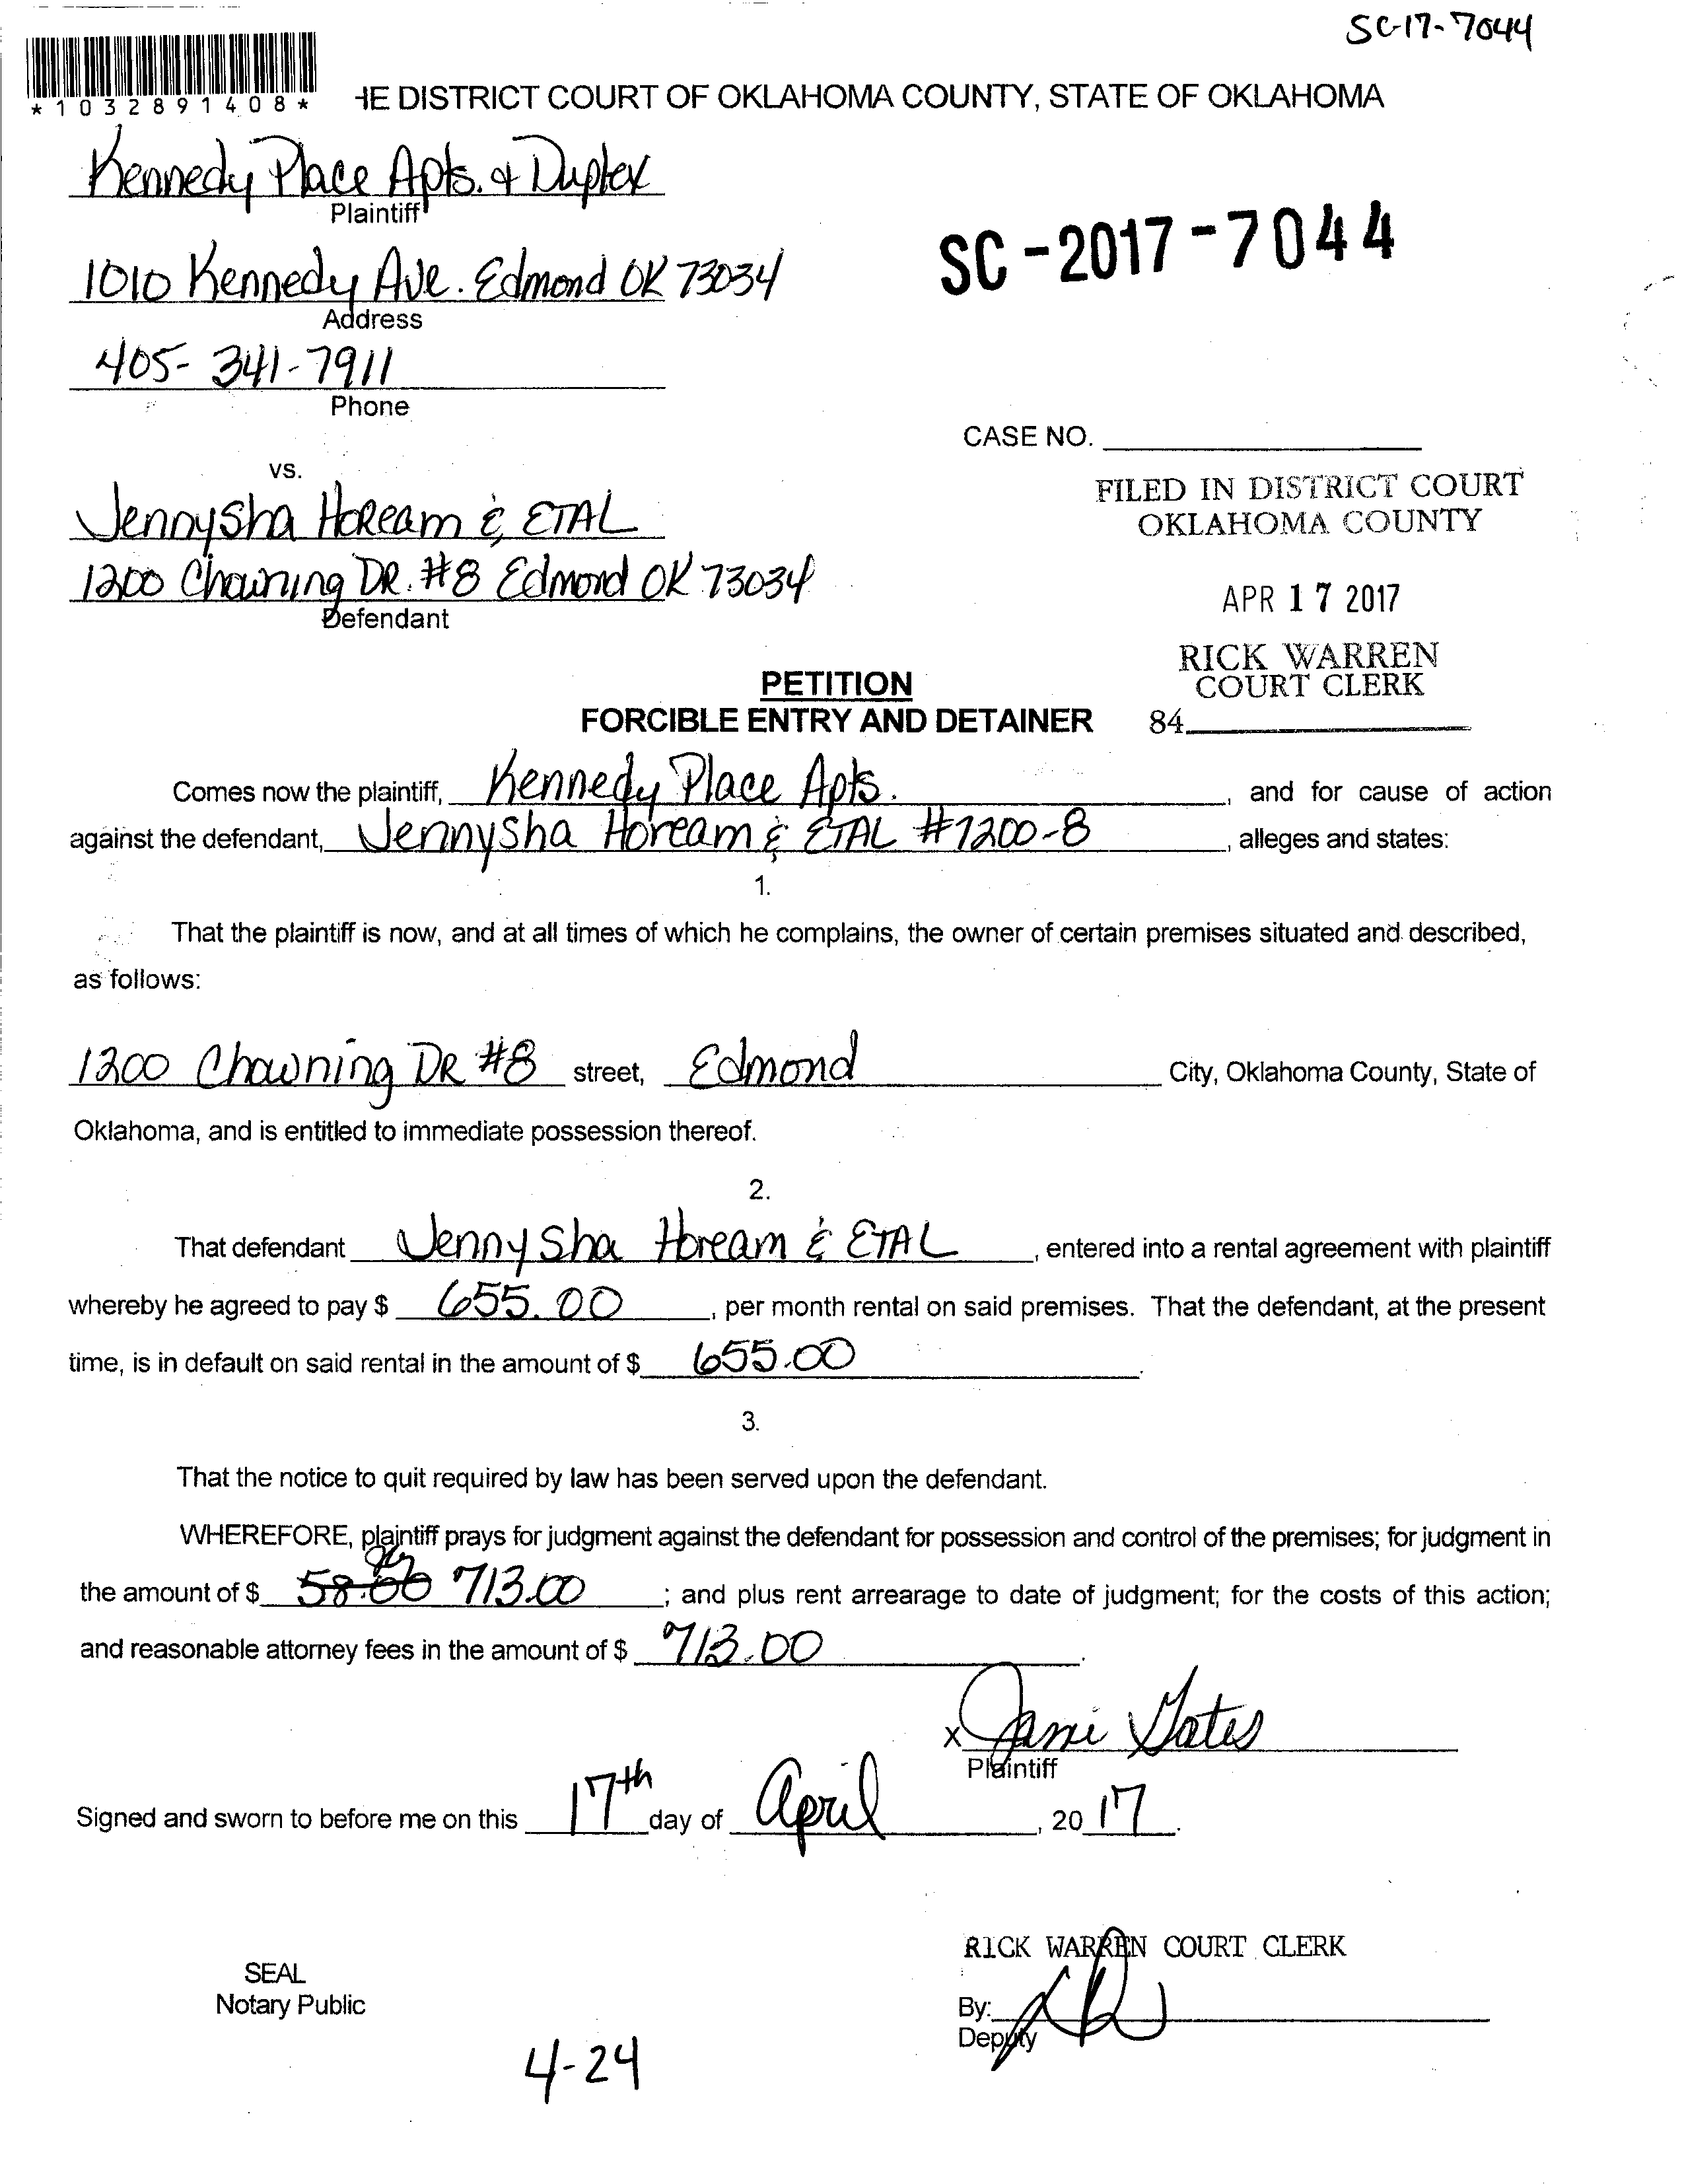 SC-17-7044
*1032891408*
HE DISTRICT COURT OF OKLAHOMA COUNTY, STATE OF OKLAHOMA
Kennedy Place Apts. & Duplex
Plaintiff
1010 Kennedy Ave. Edmond OK 73034
Address
SC-2017-7044
405-341-7911
Phone
CASE NO.
vs.
Jennysha Hoream & ETAL
1200 Chowning DR. #8 Edmond OK 73034
Defendant
FILED IN DISTRICT COURT
OKLAHOMA COUNTY
APR 17 2017
RICK WARREN
COURT CLERK
84
PETITION
FORCIBLE ENTRY AND DETAINER
Comes now the plaintiff, Kennedy Place Apts. , and for cause of action
against the defendant, Jennysha Hoream & ETAL #1200-8 , alleges and states:
1.
That the plaintiff is now, and at all times of which he complains, the owner of certain premises situated and described,
as follows:
1200 Chowning DR #8 street, Edmond City, Oklahoma County, State of
Oklahoma, and is entitled to immediate possession thereof.
2.
That defendant Jennysha Hoream & ETAL , entered into a rental agreement with plaintiff
whereby he agreed to pay $ 655.00 , per month rental on said premises. That the defendant, at the present
time, is in default on said rental in the amount of $ 655.00 .
3.
That the notice to quit required by law has been served upon the defendant.
WHEREFORE, plaintiff prays for judgment against the defendant for possession and control of the premises; for judgment in
the amount of $ 58.00 713.00 ; and plus rent arrearage to date of judgment; for the costs of this action;
and reasonable attorney fees in the amount of $ 713.00 .
x Jami Gates
Plaintiff
Signed and sworn to before me on this 17th day of April , 20 17 .
RICK WARREN COURT CLERK
SEAL
Notary Public
By:
Deputy
4-24